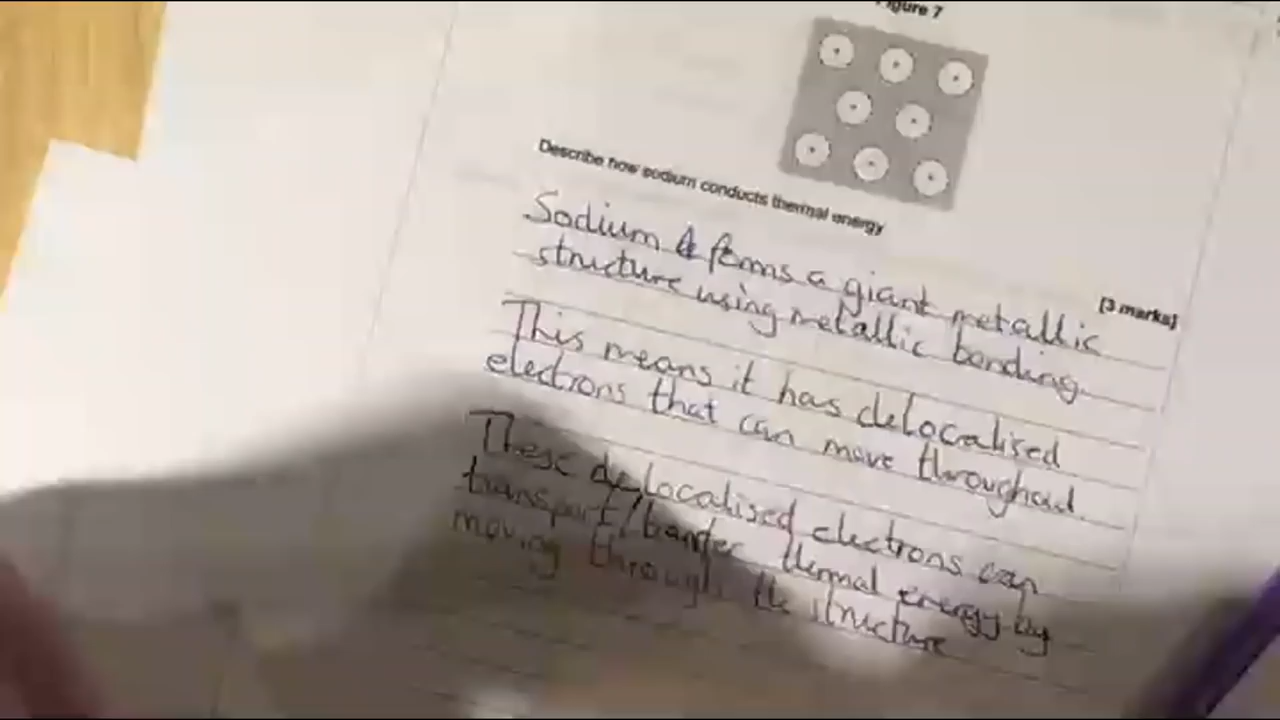 Figure 7
Describe how sodium conducts thermal energy
[3 marks]
Sodium forms a giant metallic
structure using metallic bonding.
This means it has delocalised
electrons that can move throughout.
These delocalised electrons can
transport/tranfer thermal energy by
moving through the structure